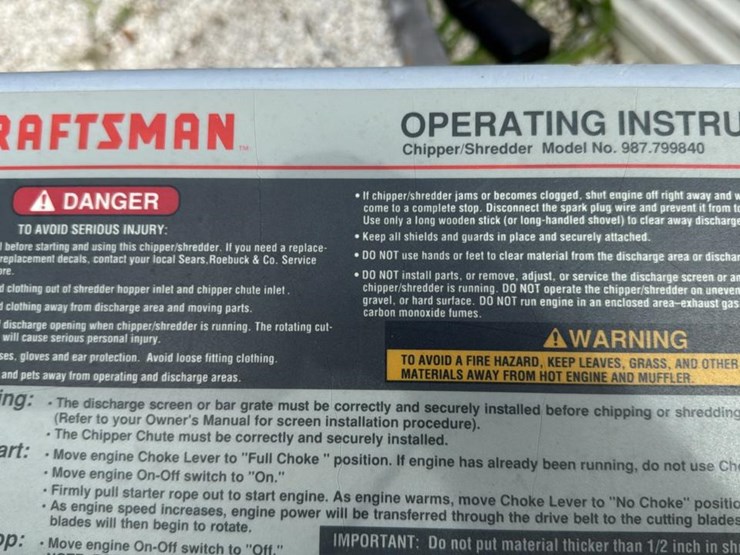 RAFTSMAN TM
OPERATING INSTRU
Chipper/Shredder Model No. 987.799840
DANGER
TO AVOID SERIOUS INJURY:
before starting and using this chipper/shredder. If you need a replace-
replacement decals, contact your local Sears, Roebuck & Co. Service
ore.
d clothing out of shredder hopper inlet and chipper chute inlet.
d clothing away from discharge area and moving parts.
discharge opening when chipper/shredder is running. The rotating cut-
will cause serious personal injury.
ses, gloves and ear protection. Avoid loose fitting clothing.
and pets away from operating and discharge areas.
• If chipper/shredder jams or becomes clogged, shut engine off right away and w
come to a complete stop. Disconnect the spark plug wire and prevent it from to
Use only a long wooden stick (or long-handled shovel) to clear away discharge
• Keep all shields and guards in place and securely attached.
• DO NOT use hands or feet to clear material from the discharge area or dischar
• DO NOT install parts, or remove, adjust, or service the discharge screen or an
chipper/shredder is running. DO NOT operate the chipper/shredder on uneven
gravel, or hard surface. DO NOT run engine in an enclosed area–exhaust gas
carbon monoxide fumes.
WARNING
TO AVOID A FIRE HAZARD, KEEP LEAVES, GRASS, AND OTHER
MATERIALS AWAY FROM HOT ENGINE AND MUFFLER.
ing: • The discharge screen or bar grate must be correctly and securely installed before chipping or shredding
(Refer to your Owner's Manual for screen installation procedure).
• The Chipper Chute must be correctly and securely installed.
art: • Move engine Choke Lever to "Full Choke " position. If engine has already been running, do not use Ch
• Move engine On-Off switch to "On."
• Firmly pull starter rope out to start engine. As engine warms, move Choke Lever to "No Choke" positio
• As engine speed increases, engine power will be transferred through the drive belt to the cutting blades
blades will then begin to rotate.
op: • Move engine On-Off switch to "Off."
IMPORTANT: Do not put material thicker than 1/2 inch in sh